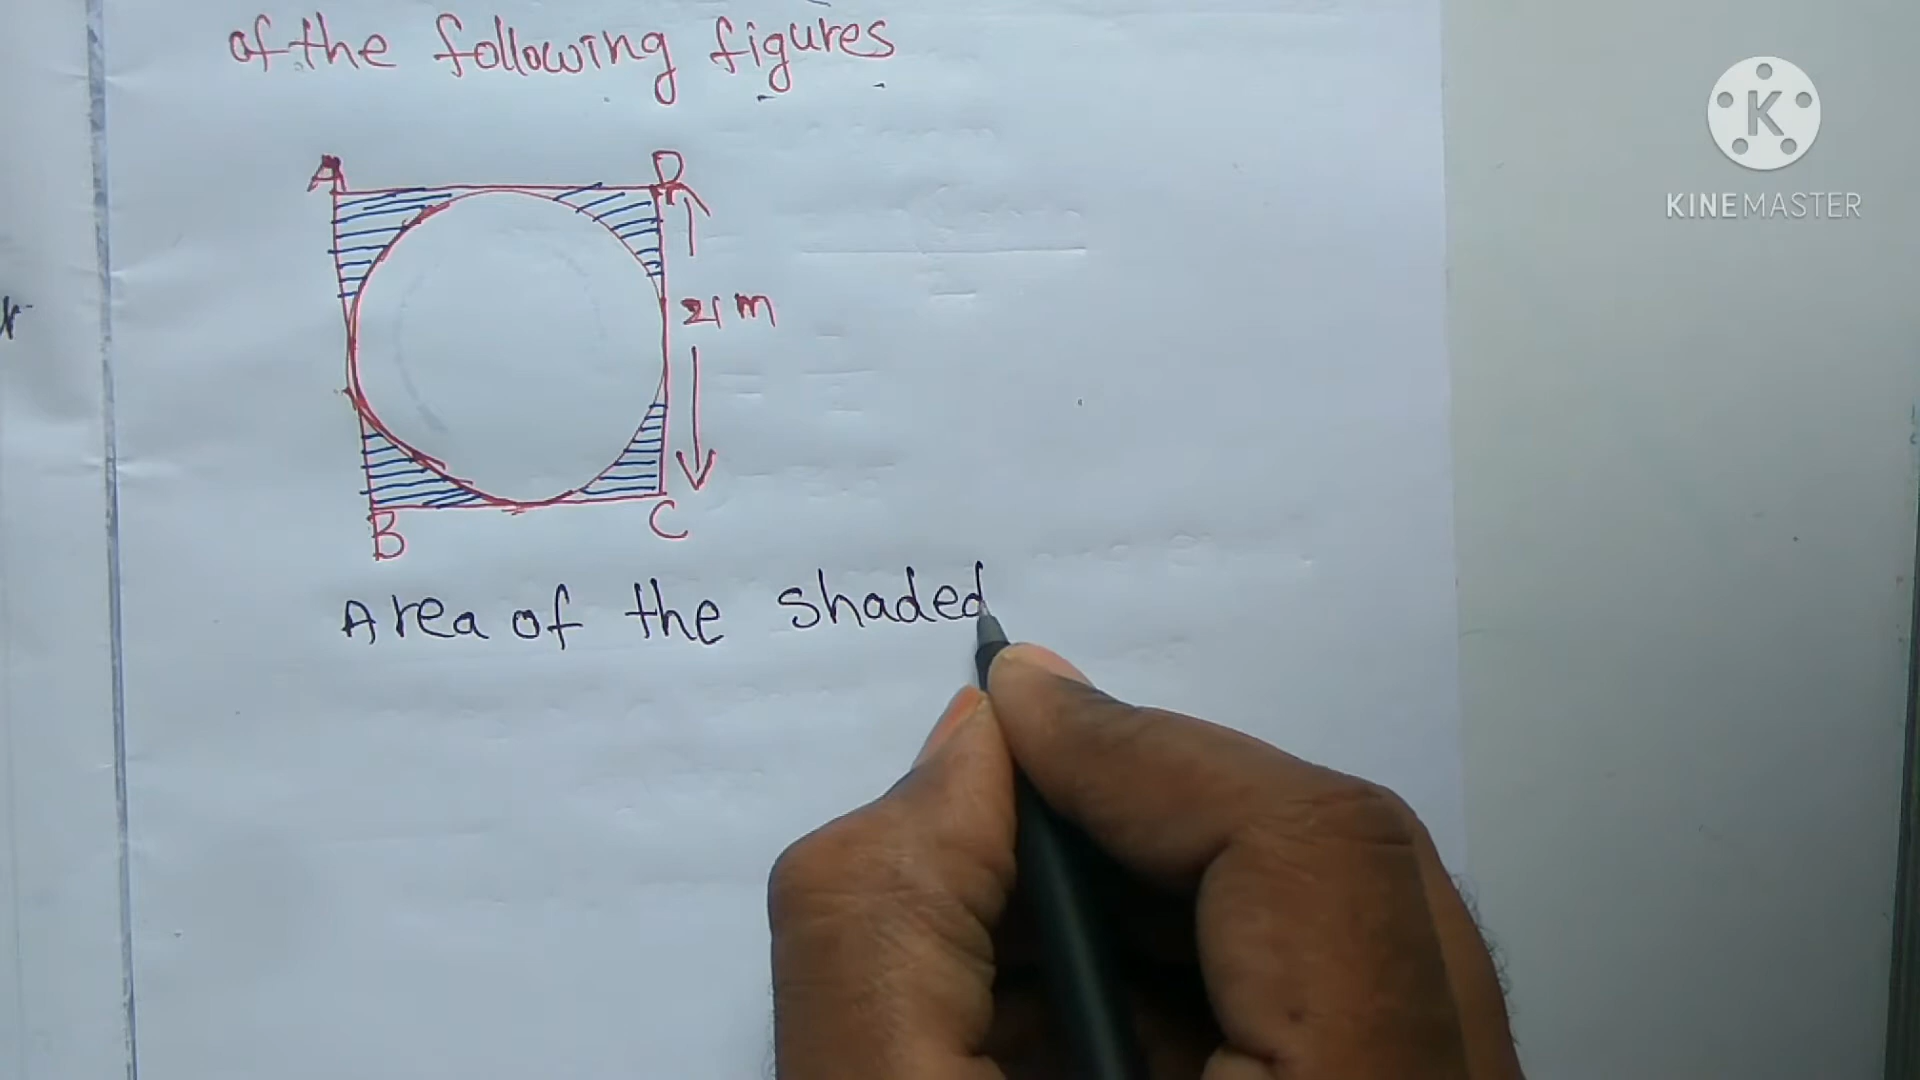 of the following figures
A D
21 m
B C
Area of the shaded
K
KINEMASTER